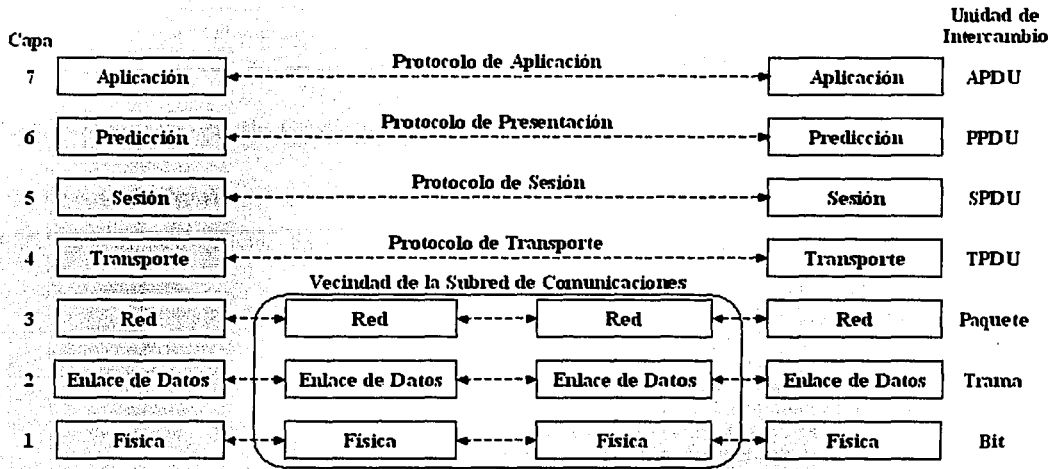 Unidad de
Capa Intercambio
Protocolo de Aplicación
7 Aplicación Aplicación APDU
Protocolo de Presentación
6 Predicción Predicción PPDU
Protocolo de Sesión
5 Sesión Sesión SPDU
Protocolo de Transporte
4 Transporte Transporte TPDU
Vecindad de la Subred de Comunicaciones
3 Red Red Red Red Paquete
2 Enlace de Datos Enlace de Datos Enlace de Datos Enlace de Datos Trama
1 Física Física Física Física Bit